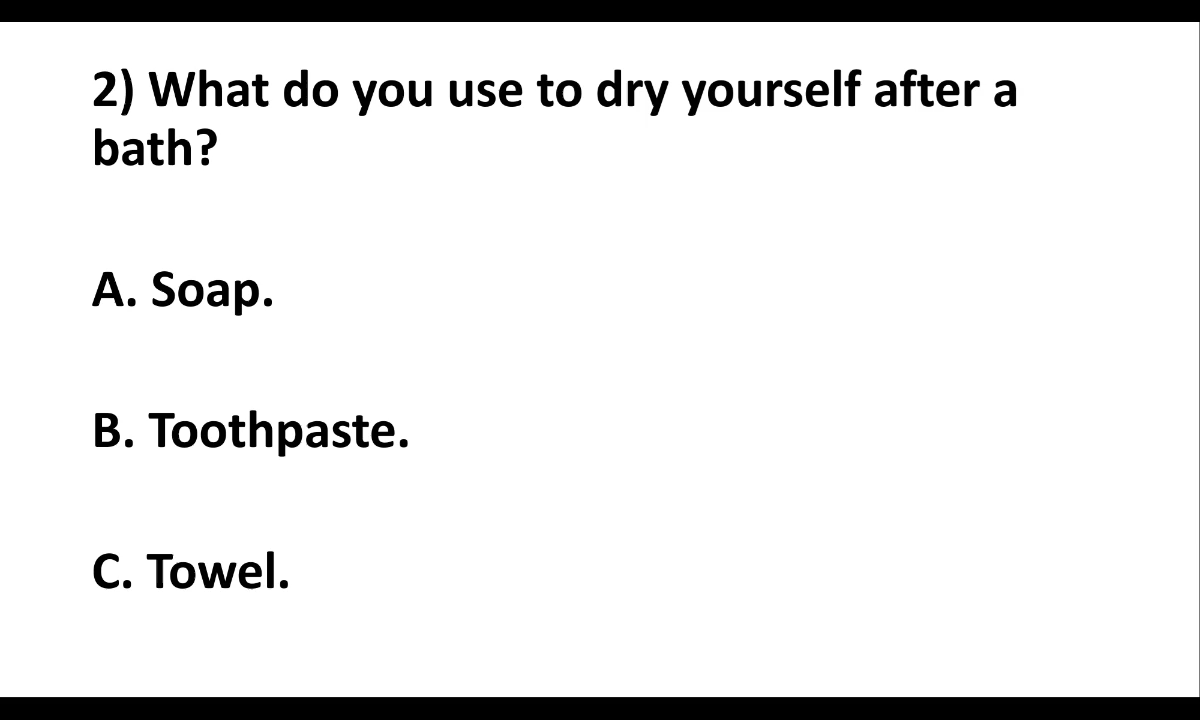 2) What do you use to dry yourself after a
bath?
A. Soap.
B. Toothpaste.
C. Towel.